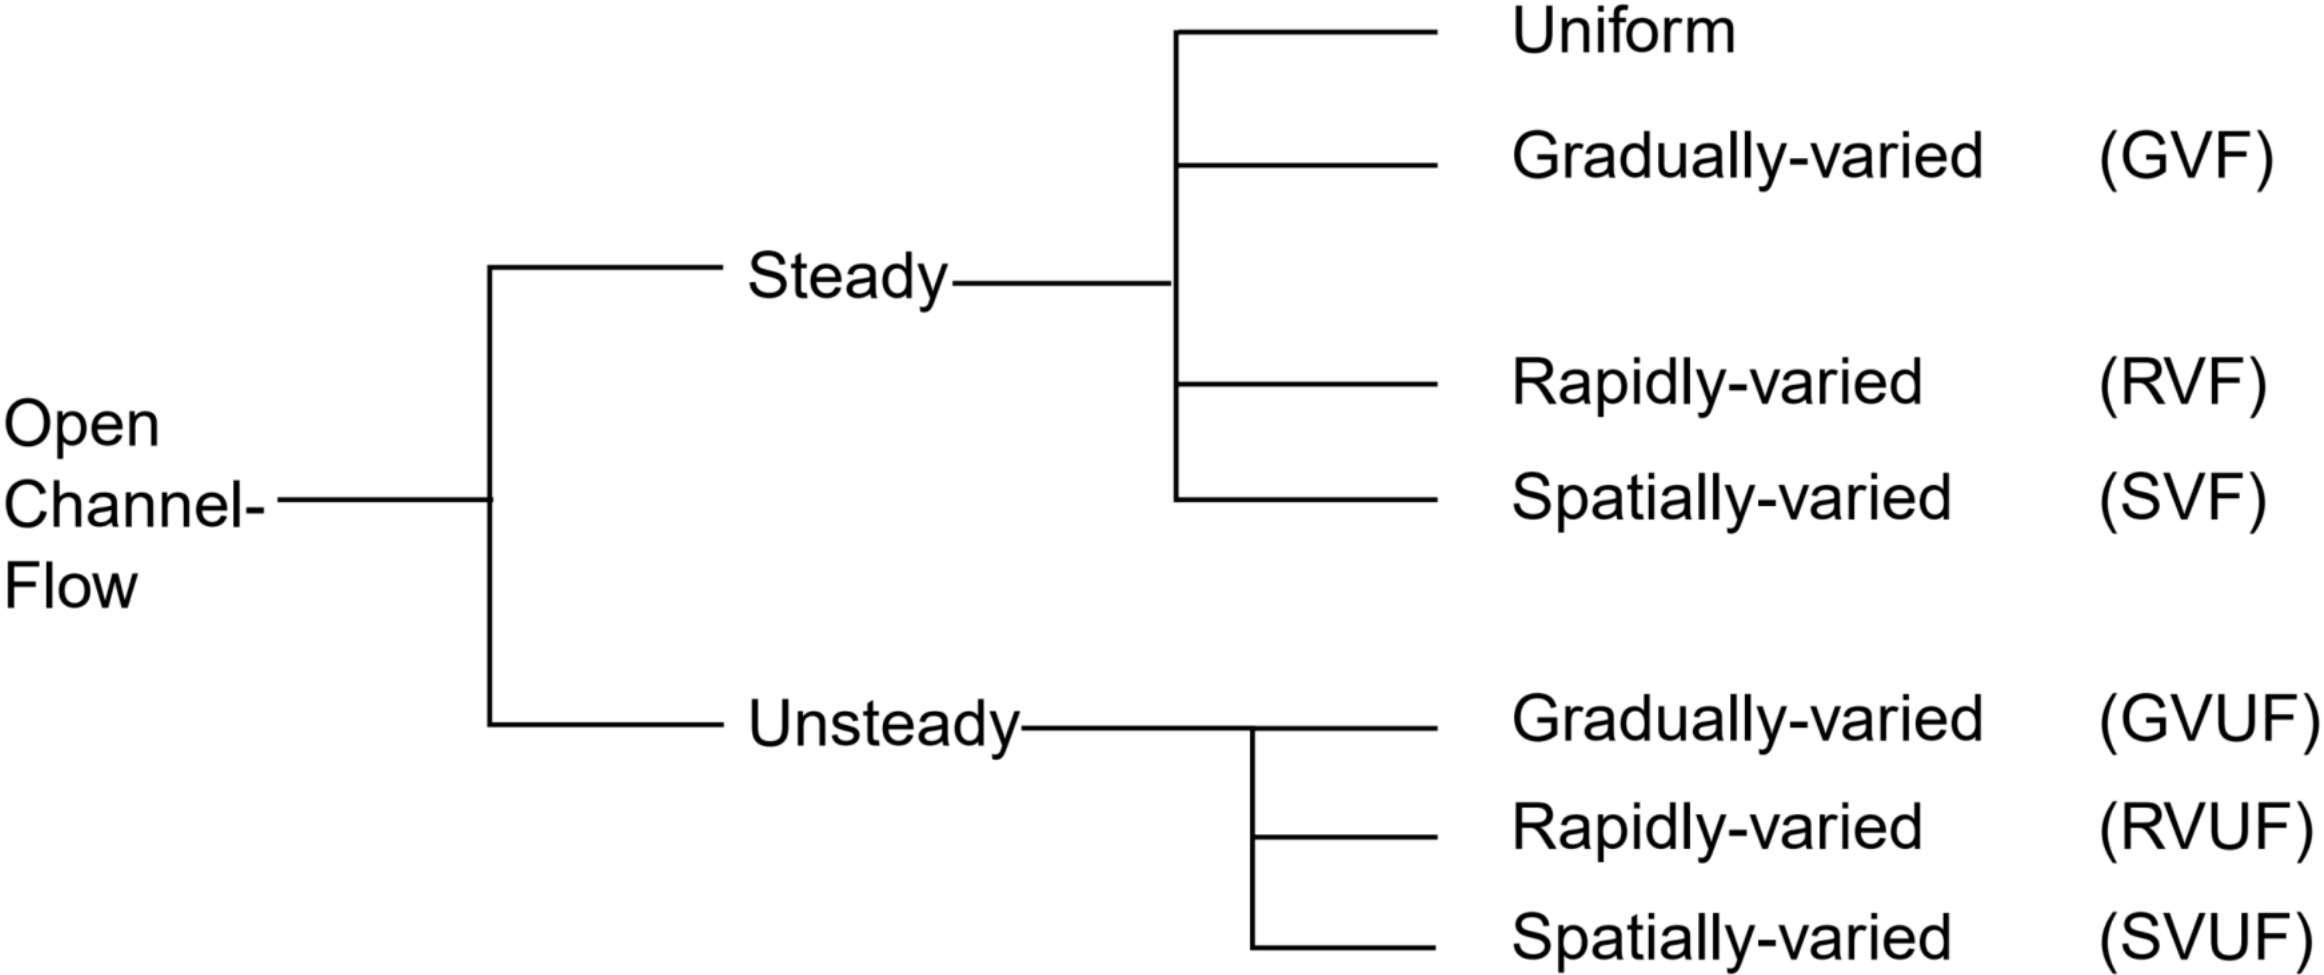 Uniform
Gradually-varied (GVF)
Steady
Rapidly-varied (RVF)
Open
Channel-
Flow
Spatially-varied (SVF)
Unsteady
Gradually-varied (GVUF)
Rapidly-varied (RVUF)
Spatially-varied (SVUF)